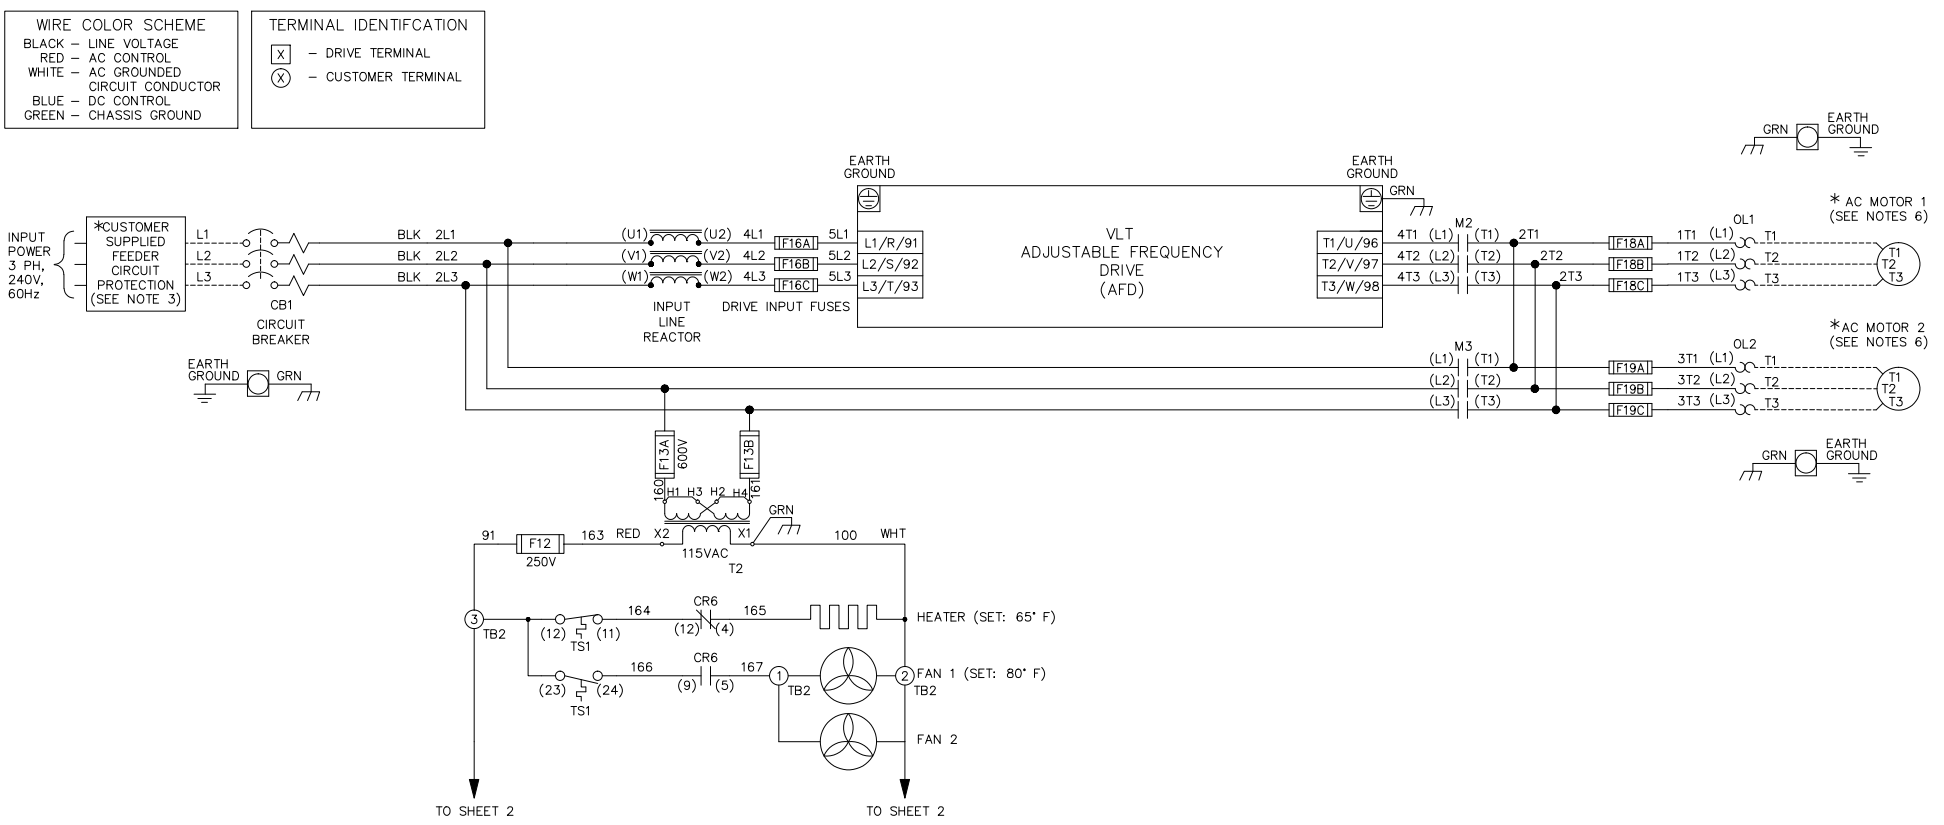 WIRE COLOR SCHEME
BLACK – LINE VOLTAGE
RED – AC CONTROL
WHITE – AC GROUNDED
CIRCUIT CONDUCTOR
BLUE – DC CONTROL
GREEN – CHASSIS GROUND
TERMINAL IDENTIFCATION
X – DRIVE TERMINAL
X – CUSTOMER TERMINAL
INPUT
POWER
3 PH,
240V,
60Hz
*CUSTOMER
SUPPLIED
FEEDER
CIRCUIT
PROTECTION
(SEE NOTE 3)
L1
L2
L3
CB1
CIRCUIT
BREAKER
EARTH
GROUND
GRN
BLK 2L1
BLK 2L2
BLK 2L3
(U1) (U2) 4L1 F16A 5L1
(V1) (V2) 4L2 F16B 5L2
(W1) (W2) 4L3 F16C 5L3
INPUT
LINE
REACTOR
DRIVE INPUT FUSES
EARTH
GROUND
L1/R/91
L2/S/92
L3/T/93
VLT
ADJUSTABLE FREQUENCY
DRIVE
(AFD)
EARTH
GROUND
GRN
T1/U/96
T2/V/97
T3/W/98
M2
4T1 (L1) (T1) 2T1
4T2 (L2) (T2) 2T2
4T3 (L3) (T3) 2T3
F18A
F18B
F18C
OL1
1T1 (L1) T1
1T2 (L2) T2
1T3 (L3) T3
GRN
EARTH
GROUND
* AC MOTOR 1
(SEE NOTES 6)
T1
T2
T3
M3
(L1) (T1)
(L2) (T2)
(L3) (T3)
F19A
F19B
F19C
OL2
3T1 (L1) T1
3T2 (L2) T2
3T3 (L3) T3
*AC MOTOR 2
(SEE NOTES 6)
T1
T2
T3
GRN
EARTH
GROUND
F13A
600V
F13B
160
161
H1 H3 H2 H4
GRN
91 F12 163 RED X2 X1 100 WHT
250V
115VAC
T2
3
TB2
(12) (11)
TS1
164
CR6
(12) (4)
165
HEATER (SET: 65° F)
(23) (24)
TS1
166
CR6
(9) (5)
167
1
TB2
2
TB2
FAN 1 (SET: 80° F)
FAN 2
TO SHEET 2
TO SHEET 2